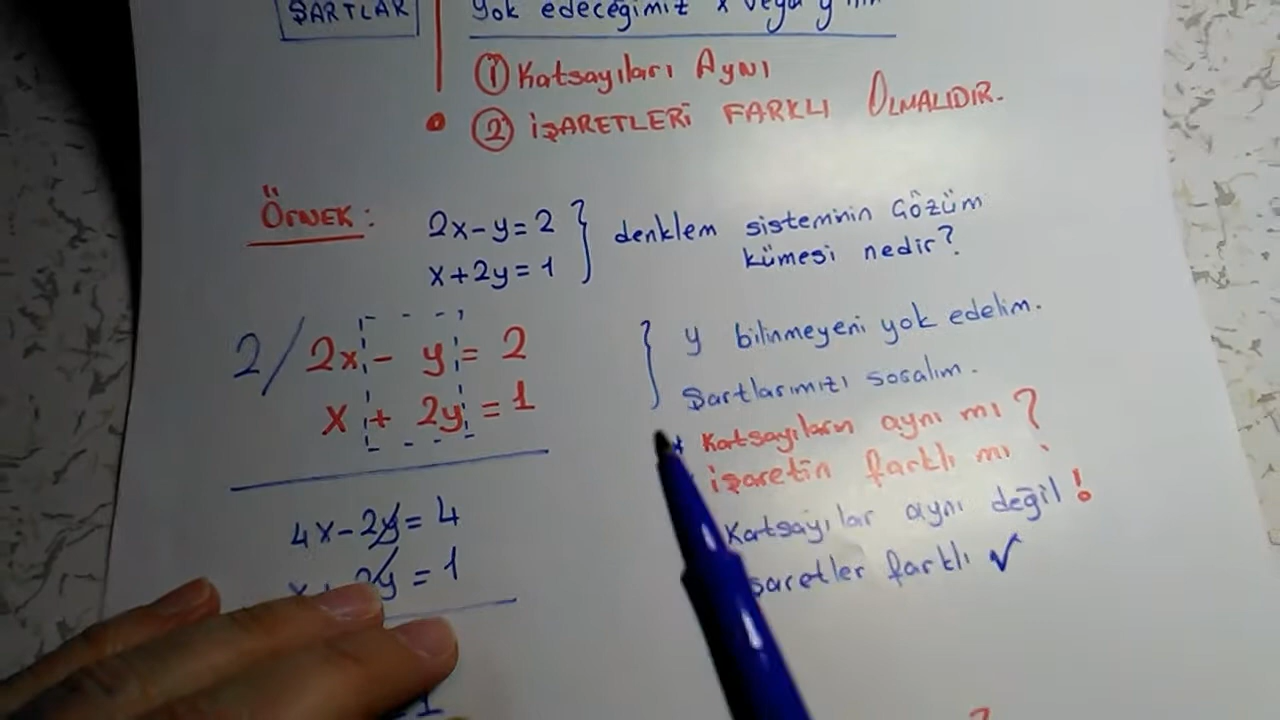 ŞARTLAR
yok edeceğimiz x veya y'nin
① Katsayıları Aynı
② İŞARETLERİ FARKLI OLMALIDIR.
ÖRNEK:
2x-y=2
x+2y=1
denklem sisteminin çözüm
kümesi nedir?
2/2x - y = 2
x + 2y = 1
y bilinmeyeni yok edelim.
Şartlarımızı soralım.
* Katsayıların aynı mı?
işaretin farklı mı
Katsayılar aynı değil!
şaretler farklı ✓
4x-2y=4
x+2y=1